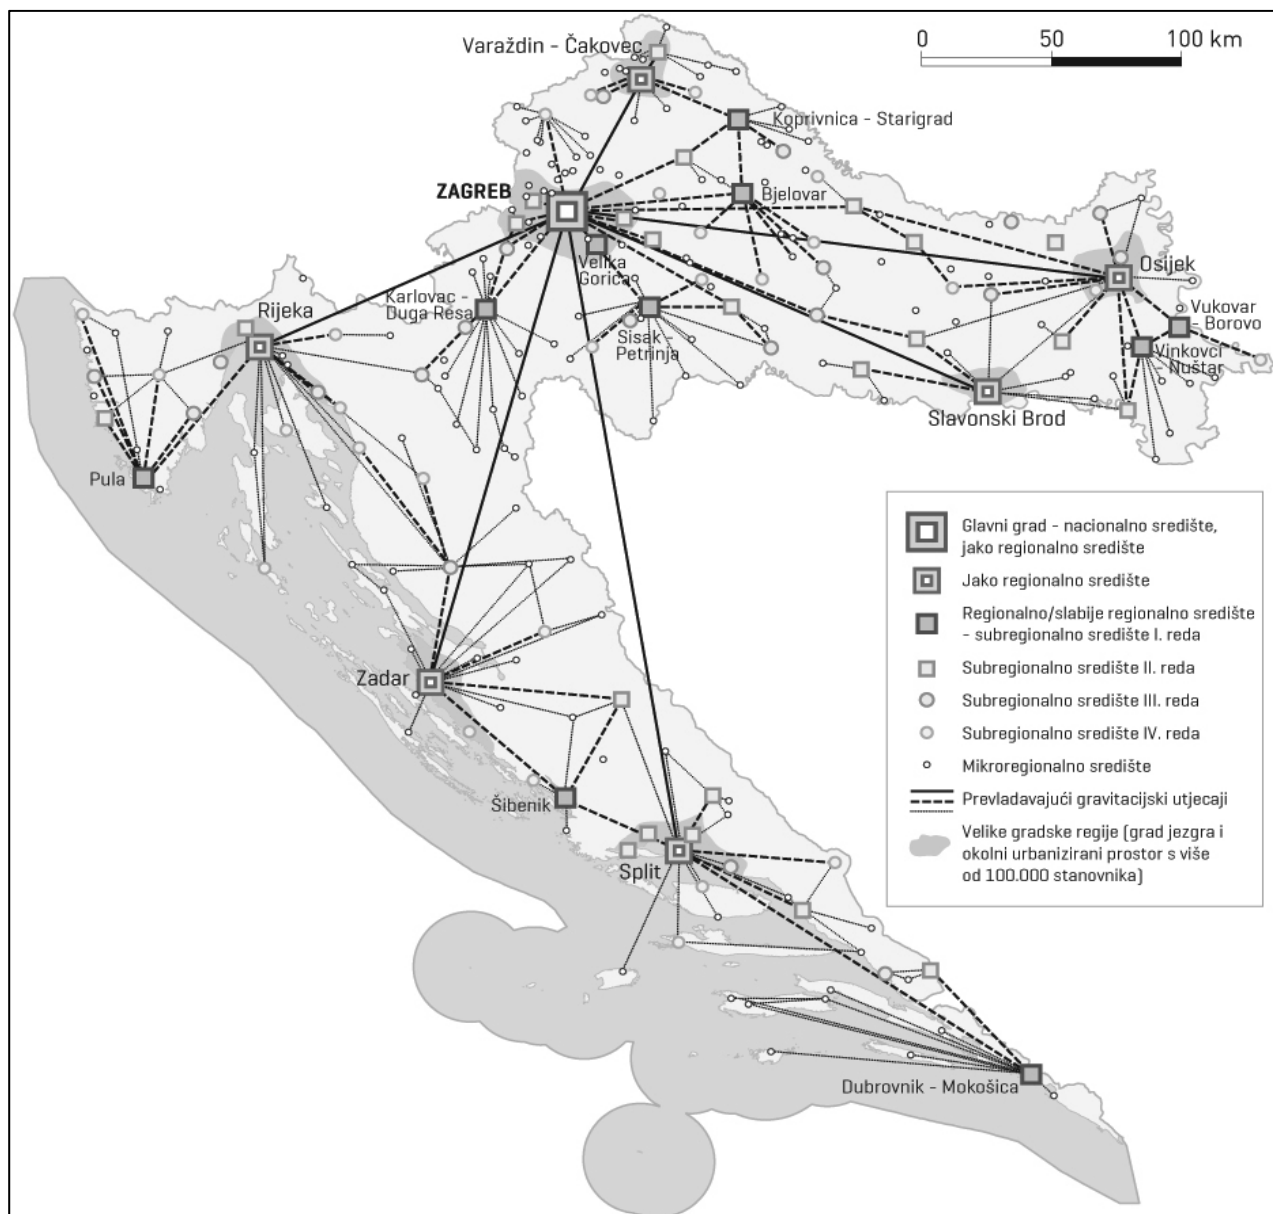 Varaždin - Čakovec
0 50 100 km
Koprivnica - Starigrad
ZAGREB
Bjelovar
Velika
Gorica
Osijek
Karlovac -
Duga Resa
Rijeka
Vukovar
- Borovo
Sisak -
Petrinja
Vinkovci
- Nuštar
Slavonski Brod
Pula
Glavni grad - nacionalno središte,
jako regionalno središte
Jako regionalno središte
Regionalno/slabije regionalno središte
- subregionalno središte I. reda
Subregionalno središte II. reda
Subregionalno središte III. reda
Subregionalno središte IV. reda
Mikroregionalno središte
Prevladavajući gravitacijski utjecaji
Velike gradske regije (grad jezgra i
okolni urbanizirani prostor s više
od 100.000 stanovnika)
Zadar
Šibenik
Split
Dubrovnik - Mokošica